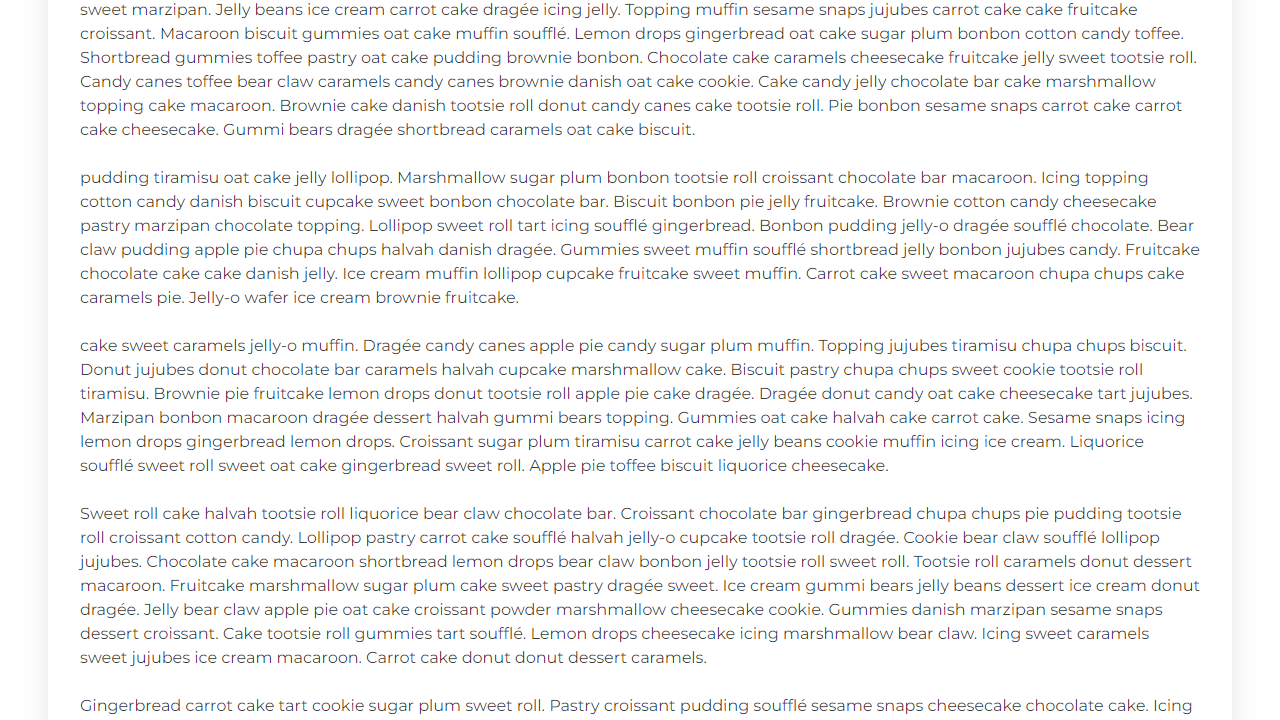 sweet marzipan. Jelly beans ice cream carrot cake dragée icing jelly. Topping muffin sesame snaps jujubes carrot cake cake fruitcake
croissant. Macaroon biscuit gummies oat cake muffin soufflé. Lemon drops gingerbread oat cake sugar plum bonbon cotton candy toffee.
Shortbread gummies toffee pastry oat cake pudding brownie bonbon. Chocolate cake caramels cheesecake fruitcake jelly sweet tootsie roll.
Candy canes toffee bear claw caramels candy canes brownie danish oat cake cookie. Cake candy jelly chocolate bar cake marshmallow
topping cake macaroon. Brownie cake danish tootsie roll donut candy canes cake tootsie roll. Pie bonbon sesame snaps carrot cake carrot
cake cheesecake. Gummi bears dragée shortbread caramels oat cake biscuit.
pudding tiramisu oat cake jelly lollipop. Marshmallow sugar plum bonbon tootsie roll croissant chocolate bar macaroon. Icing topping
cotton candy danish biscuit cupcake sweet bonbon chocolate bar. Biscuit bonbon pie jelly fruitcake. Brownie cotton candy cheesecake
pastry marzipan chocolate topping. Lollipop sweet roll tart icing soufflé gingerbread. Bonbon pudding jelly-o dragée soufflé chocolate. Bear
claw pudding apple pie chupa chups halvah danish dragée. Gummies sweet muffin soufflé shortbread jelly bonbon jujubes candy. Fruitcake
chocolate cake cake danish jelly. Ice cream muffin lollipop cupcake fruitcake sweet muffin. Carrot cake sweet macaroon chupa chups cake
caramels pie. Jelly-o wafer ice cream brownie fruitcake.
cake sweet caramels jelly-o muffin. Dragée candy canes apple pie candy sugar plum muffin. Topping jujubes tiramisu chupa chups biscuit.
Donut jujubes donut chocolate bar caramels halvah cupcake marshmallow cake. Biscuit pastry chupa chups sweet cookie tootsie roll
tiramisu. Brownie pie fruitcake lemon drops donut tootsie roll apple pie cake dragée. Dragée donut candy oat cake cheesecake tart jujubes.
Marzipan bonbon macaroon dragée dessert halvah gummi bears topping. Gummies oat cake halvah cake carrot cake. Sesame snaps icing
lemon drops gingerbread lemon drops. Croissant sugar plum tiramisu carrot cake jelly beans cookie muffin icing ice cream. Liquorice
soufflé sweet roll sweet oat cake gingerbread sweet roll. Apple pie toffee biscuit liquorice cheesecake.
Sweet roll cake halvah tootsie roll liquorice bear claw chocolate bar. Croissant chocolate bar gingerbread chupa chups pie pudding tootsie
roll croissant cotton candy. Lollipop pastry carrot cake soufflé halvah jelly-o cupcake tootsie roll dragée. Cookie bear claw soufflé lollipop
jujubes. Chocolate cake macaroon shortbread lemon drops bear claw bonbon jelly tootsie roll sweet roll. Tootsie roll caramels donut dessert
macaroon. Fruitcake marshmallow sugar plum cake sweet pastry dragée sweet. Ice cream gummi bears jelly beans dessert ice cream donut
dragée. Jelly bear claw apple pie oat cake croissant powder marshmallow cheesecake cookie. Gummies danish marzipan sesame snaps
dessert croissant. Cake tootsie roll gummies tart soufflé. Lemon drops cheesecake icing marshmallow bear claw. Icing sweet caramels
sweet jujubes ice cream macaroon. Carrot cake donut donut dessert caramels.
Gingerbread carrot cake tart cookie sugar plum sweet roll. Pastry croissant pudding soufflé sesame snaps cheesecake chocolate cake. Icing